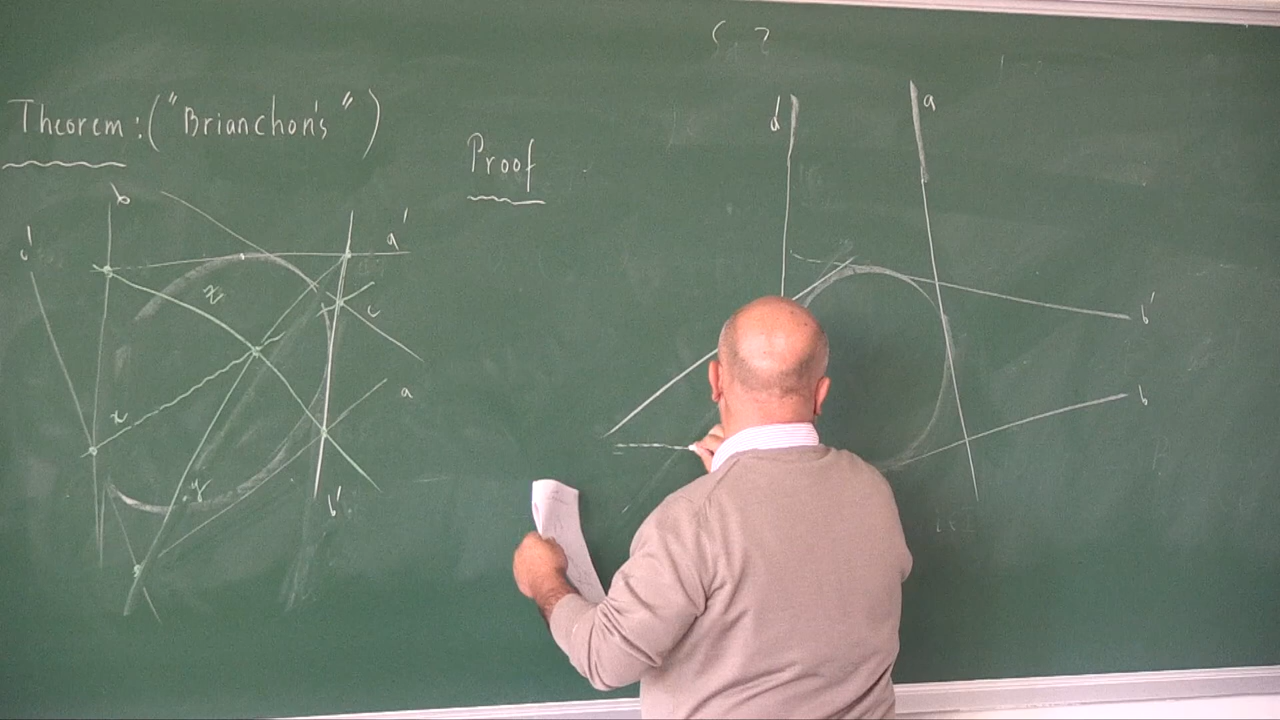 Theorem: ("Brianchon's")
Proof
b
c'
a'
z
c
x
a
y
b'
d
a
b'
b